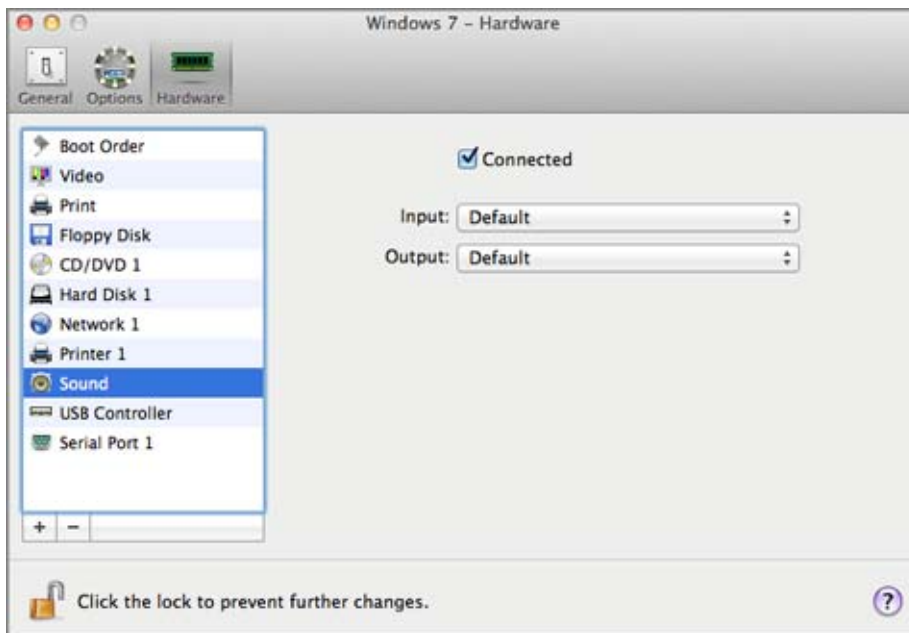 Windows 7 – Hardware
General Options Hardware
Boot Order
Video
Print
Floppy Disk
CD/DVD 1
Hard Disk 1
Network 1
Printer 1
Sound
USB Controller
Serial Port 1
+ −
Connected
Input: Default
Output: Default
Click the lock to prevent further changes.
?